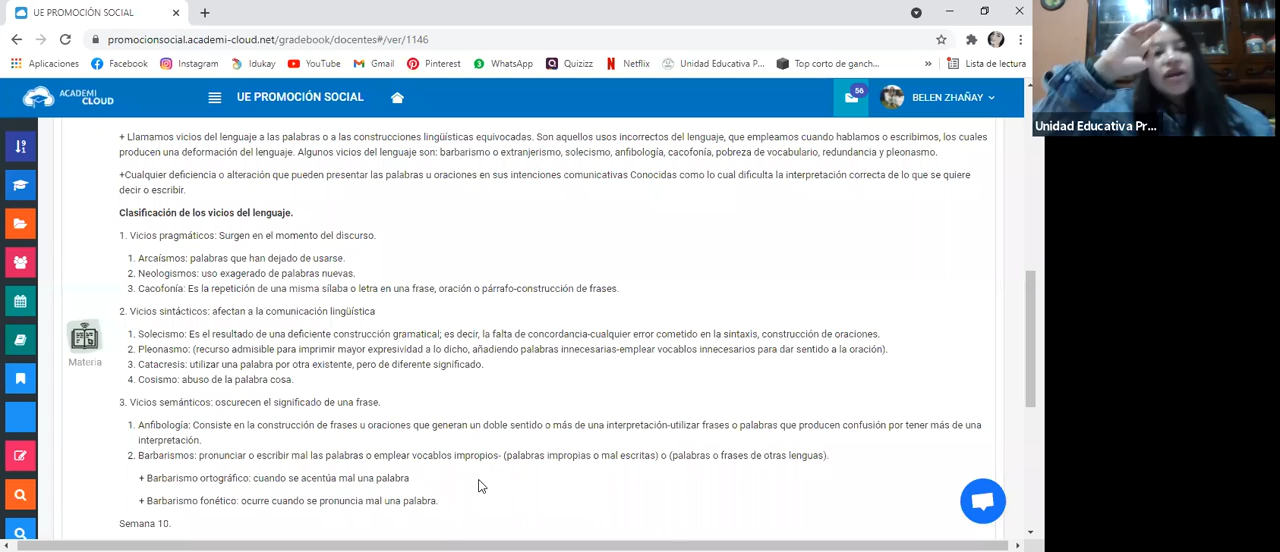 UE PROMOCIÓN SOCIAL
promocionsocial.academi-cloud.net/gradebook/docentes#/ver/1146
Aplicaciones Facebook Instagram Idukay YouTube Gmail Pinterest WhatsApp Quizizz Netflix Unidad Educativa P... Top corto de ganch... » Lista de lectura
ACADEMI CLOUD UE PROMOCIÓN SOCIAL 56 BELEN ZHAÑAY
Unidad Educativa Pr...
+ Llamamos vicios del lenguaje a las palabras o a las construcciones lingüísticas equivocadas. Son aquellos usos incorrectos del lenguaje, que empleamos cuando hablamos o escribimos, los cuales
producen una deformación del lenguaje. Algunos vicios del lenguaje son: barbarismo o extranjerismo, solecismo, anfibología, cacofonía, pobreza de vocabulario, redundancia y pleonasmo.
+Cualquier deficiencia o alteración que pueden presentar las palabras u oraciones en sus intenciones comunicativas Conocidas como lo cual dificulta la interpretación correcta de lo que se quiere
decir o escribir.
Clasificación de los vicios del lenguaje.
1. Vicios pragmáticos: Surgen en el momento del discurso.
1. Arcaísmos: palabras que han dejado de usarse.
2. Neologismos: uso exagerado de palabras nuevas.
3. Cacofonía: Es la repetición de una misma sílaba o letra en una frase, oración o párrafo-construcción de frases.
2. Vicios sintácticos: afectan a la comunicación lingüística
1. Solecismo: Es el resultado de una deficiente construcción gramatical; es decir, la falta de concordancia-cualquier error cometido en la sintaxis, construcción de oraciones.
2. Pleonasmo: (recurso admisible para imprimir mayor expresividad a lo dicho, añadiendo palabras innecesarias-emplear vocablos innecesarios para dar sentido a la oración).
Materia
3. Catacresis: utilizar una palabra por otra existente, pero de diferente significado.
4. Cosismo: abuso de la palabra cosa.
3. Vicios semánticos: oscurecen el significado de una frase.
1. Anfibología: Consiste en la construcción de frases u oraciones que generan un doble sentido o más de una interpretación-utilizar frases o palabras que producen confusión por tener más de una
interpretación.
2. Barbarismos: pronunciar o escribir mal las palabras o emplear vocablos impropios- (palabras impropias o mal escritas) o (palabras o frases de otras lenguas).
+ Barbarismo ortográfico: cuando se acentúa mal una palabra
+ Barbarismo fonético: ocurre cuando se pronuncia mal una palabra.
Semana 10.